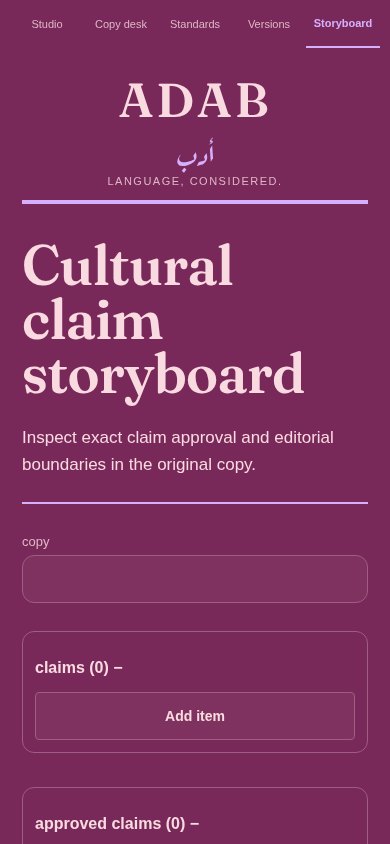 Studio
Copy desk
Standards
Versions
Storyboard
ADAB
أدب
LANGUAGE, CONSIDERED.
Cultural
claim
storyboard
Inspect exact claim approval and editorial
boundaries in the original copy.
copy
claims (0) –
Add item
approved claims (0) –